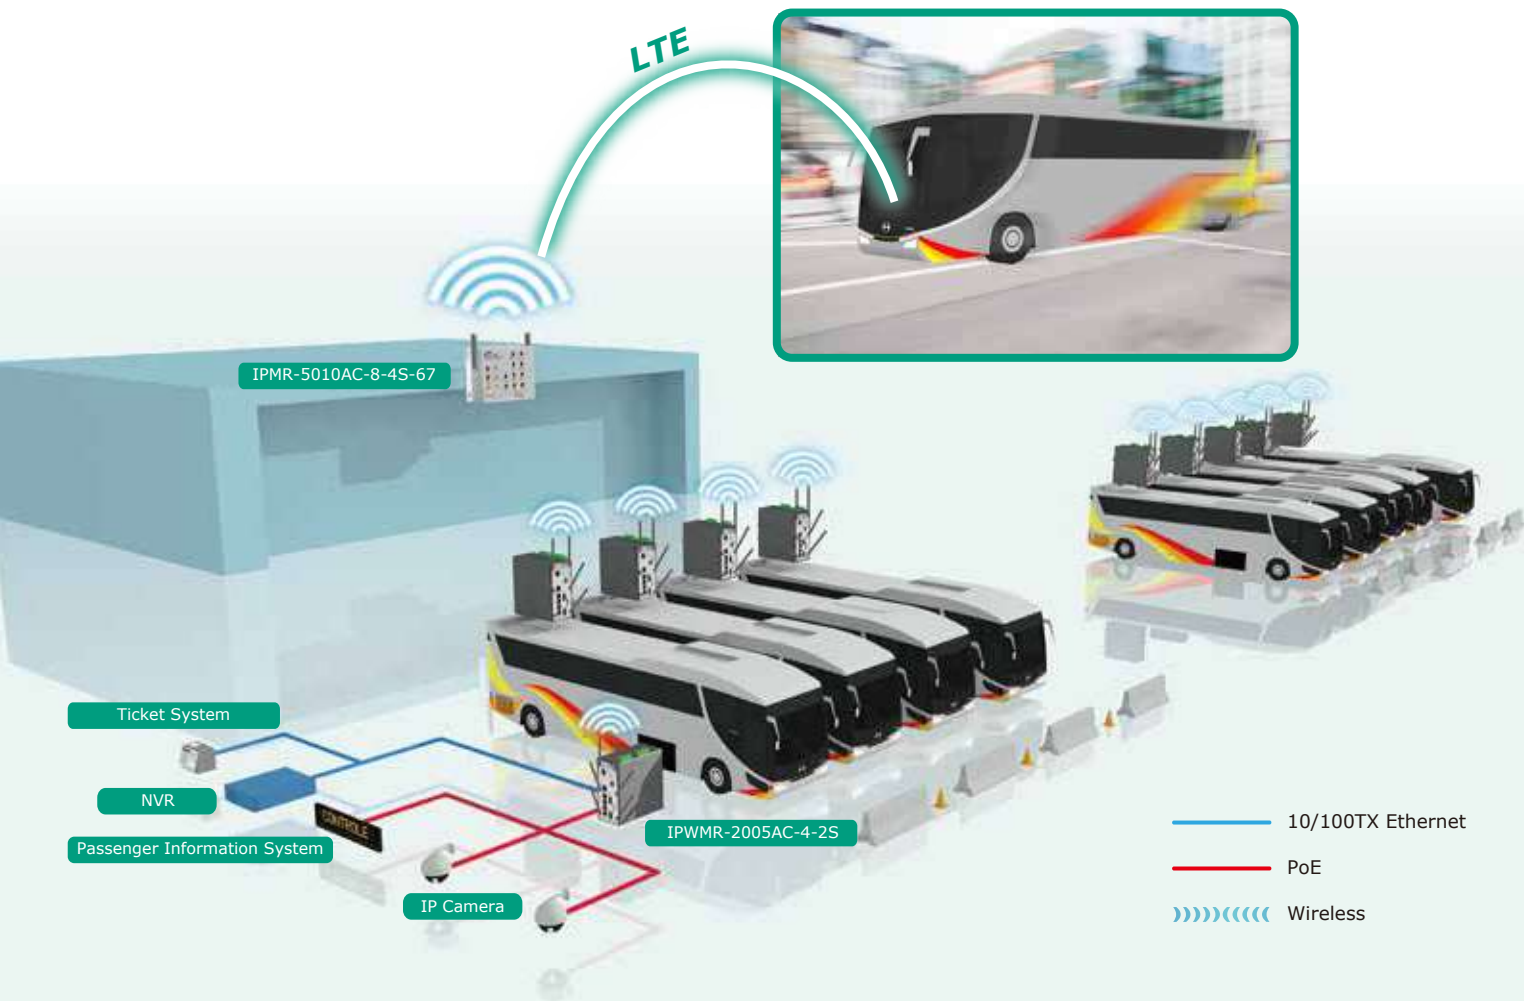 LTE
IPMR-5010AC-8-4S-67
Ticket System
NVR
CONTROLE
Passenger Information System
IPWMR-2005AC-4-2S
IP Camera
10/100TX Ethernet
PoE
Wireless